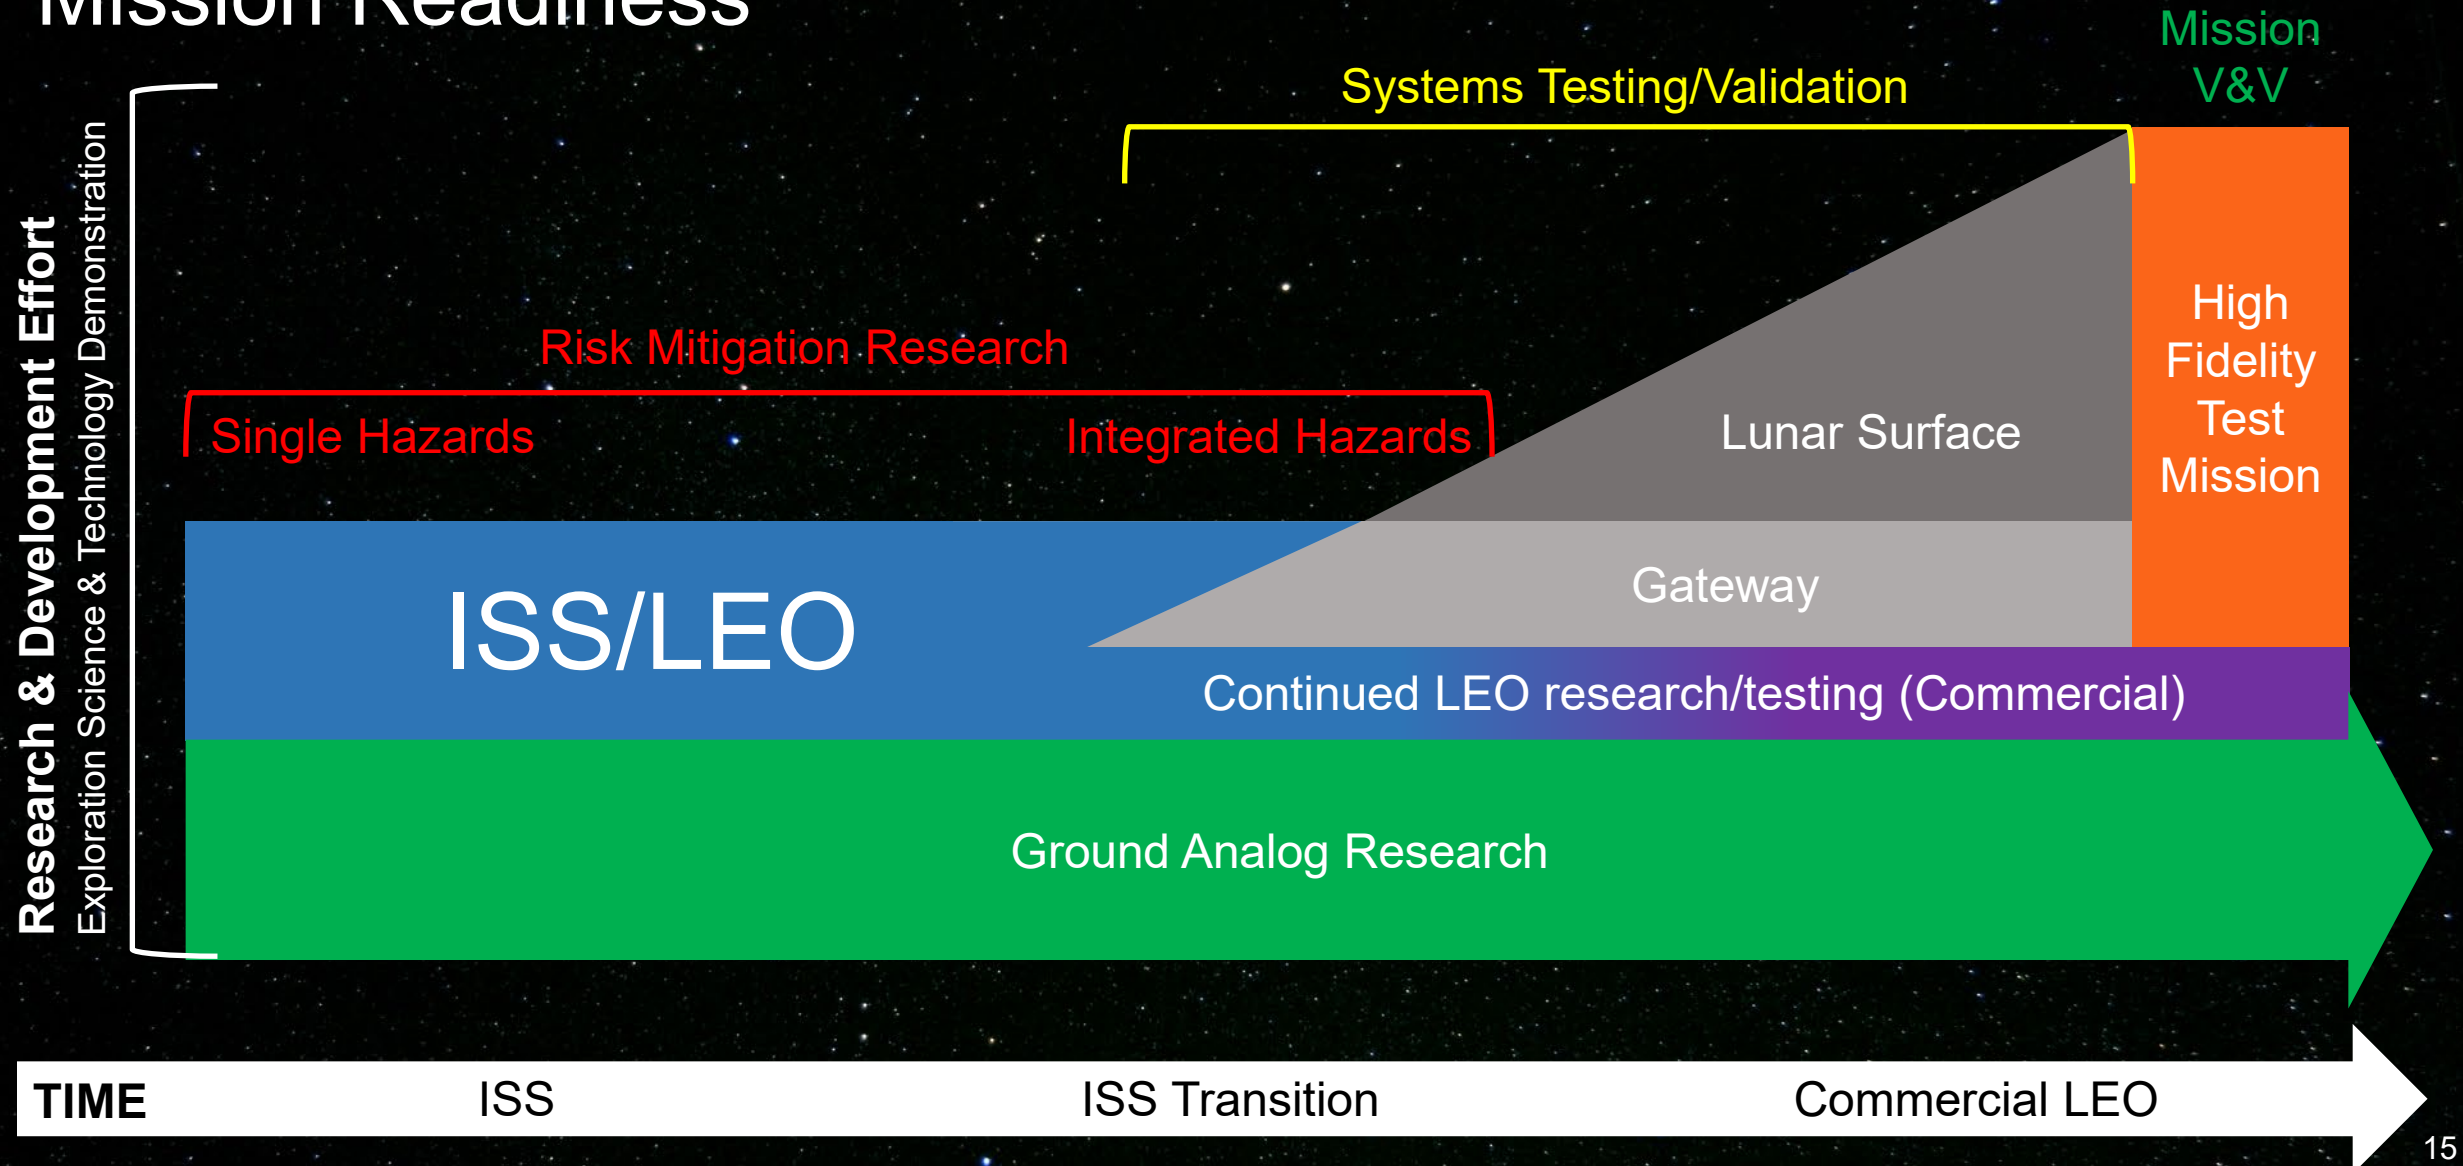 Mission Readiness
Mission
V&V
Systems Testing/Validation
Research & Development Effort
Exploration Science & Technology Demonstration
Risk Mitigation Research
Single Hazards
Integrated Hazards
High
Fidelity
Test
Mission
Lunar Surface
Gateway
ISS/LEO
Continued LEO research/testing (Commercial)
Ground Analog Research
TIME
ISS
ISS Transition
Commercial LEO
15